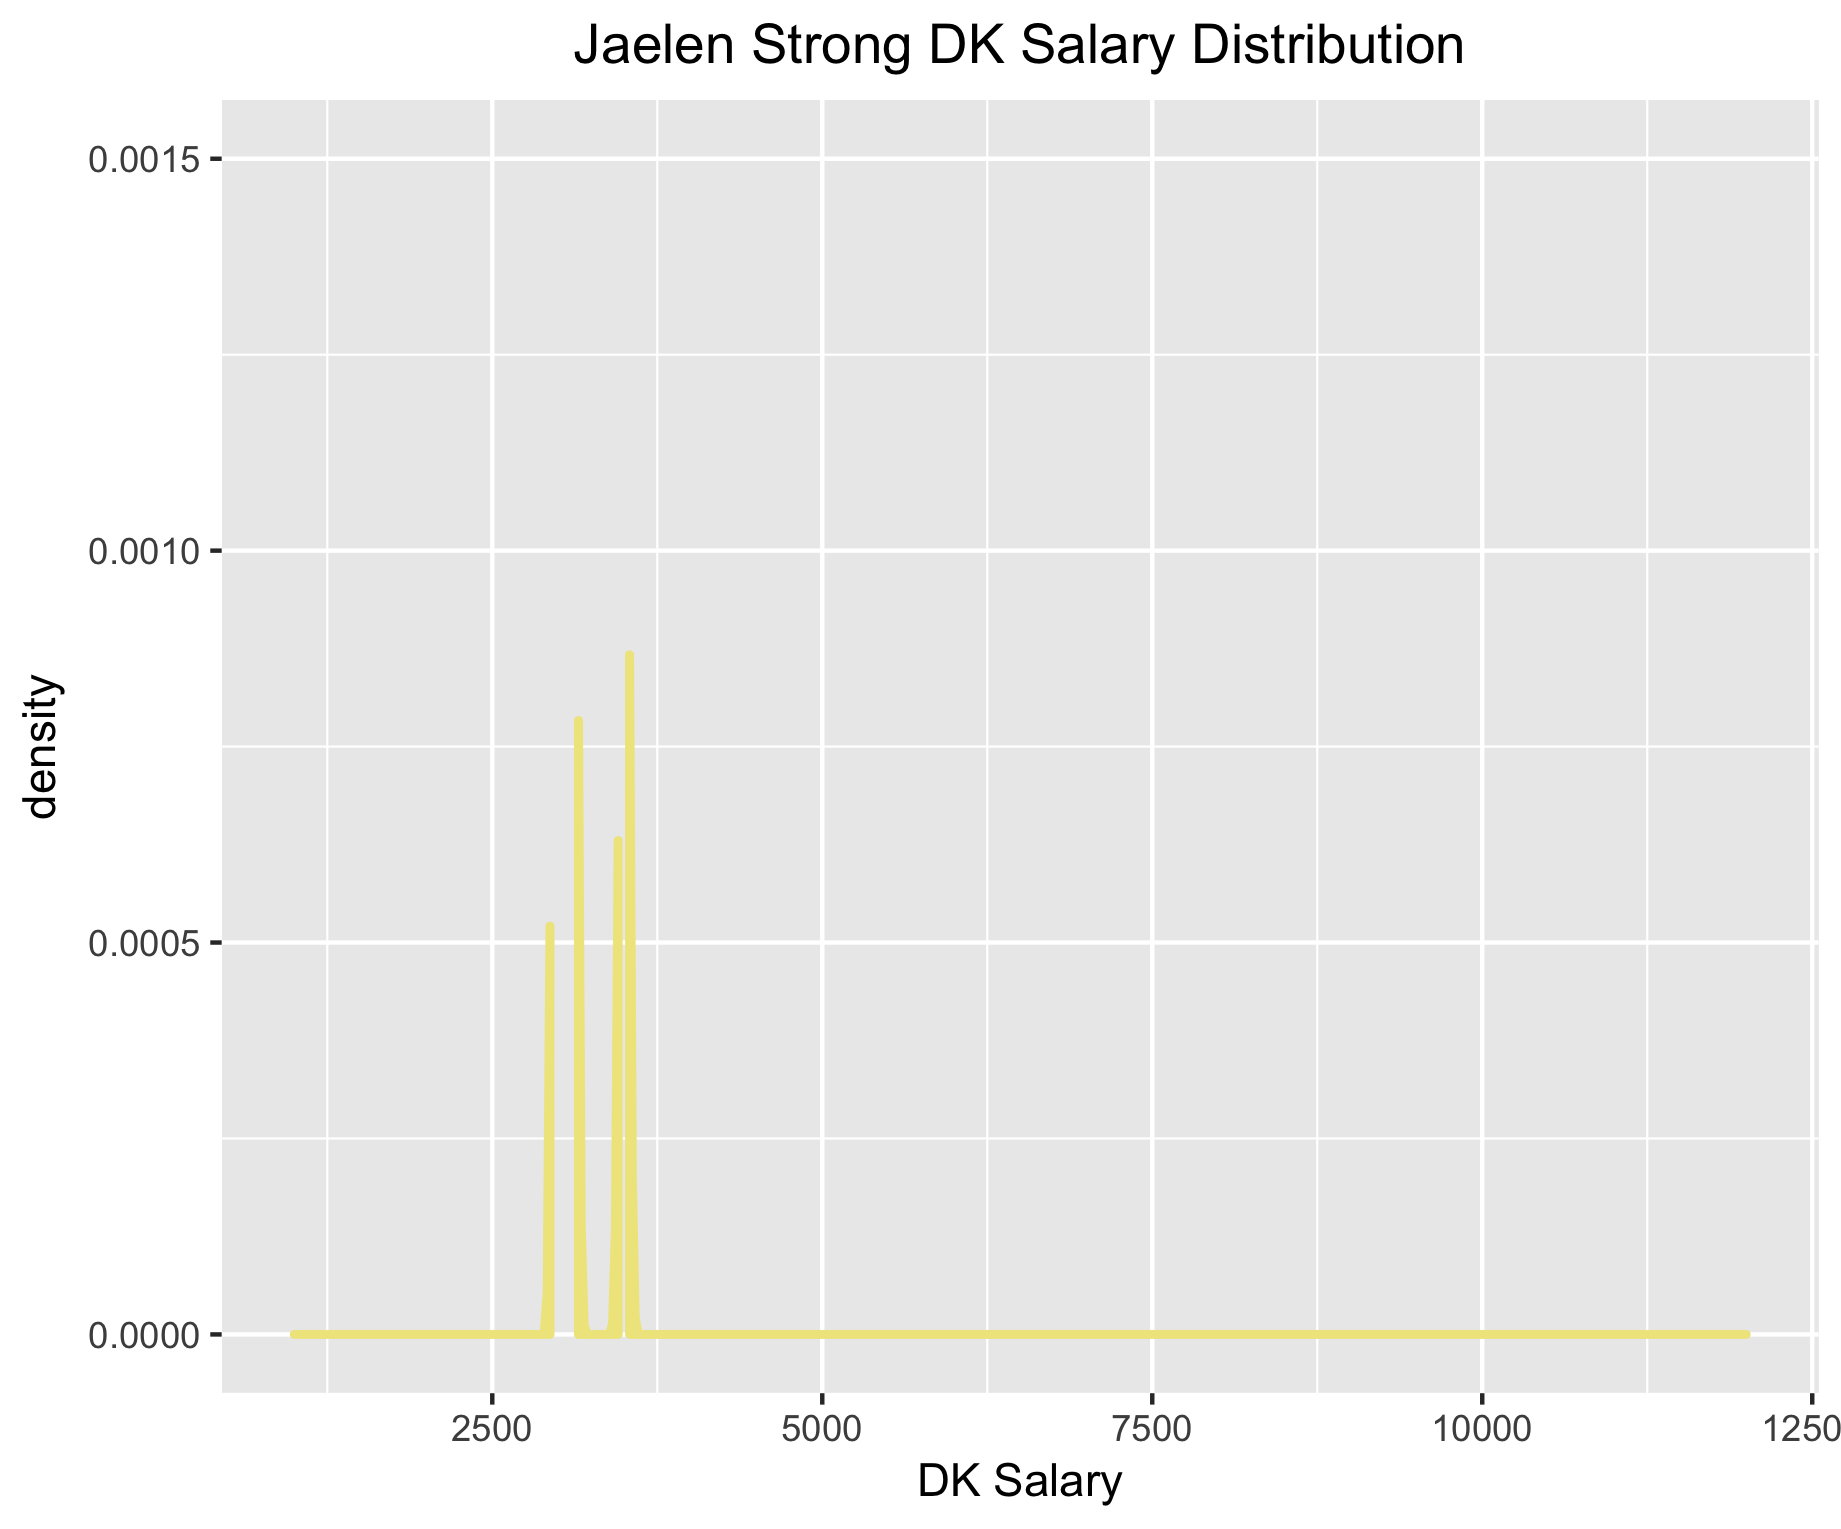 Jaelen Strong DK Salary Distribution
0.0015
0.0010
0.0005
0.0000
density
2500 5000 7500 10000 1250
DK Salary